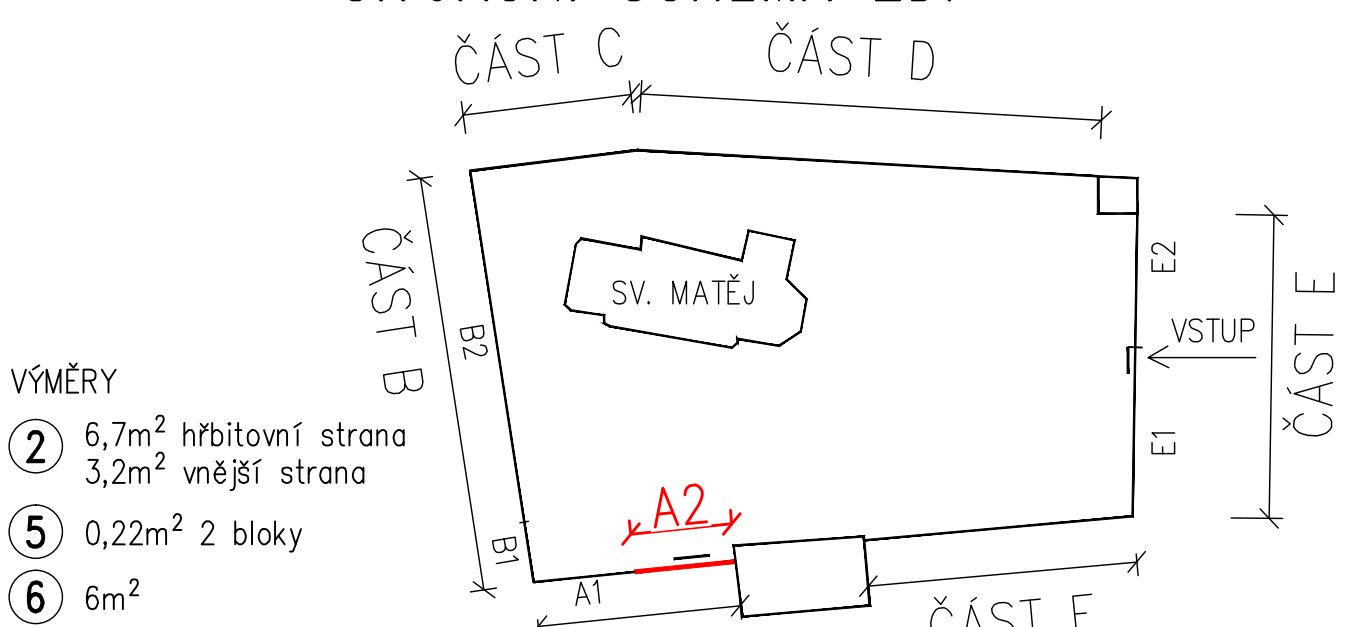 ČÁST C
ČÁST D
ČÁST B
B2
B1
SV. MATĚJ
E2
VSTUP
ČÁST E
E1
VÝMĚRY
2 6,7m² hřbitovní strana
3,2m² vnější strana
5 0,22m² 2 bloky
6 6m²
A2
A1
ČÁST F